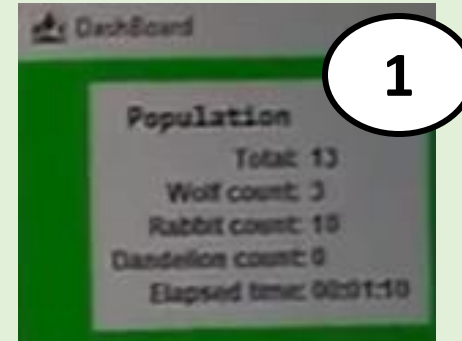 DashBoard
1
Population
Total: 13
Wolf count: 3
Rabbit count: 10
Dandelion count: 0
Elapsed time: 00:01:10